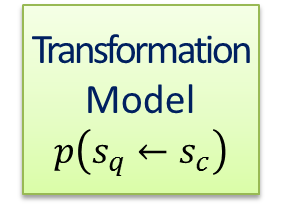 Transformation
Model
p(s_q ← s_c)